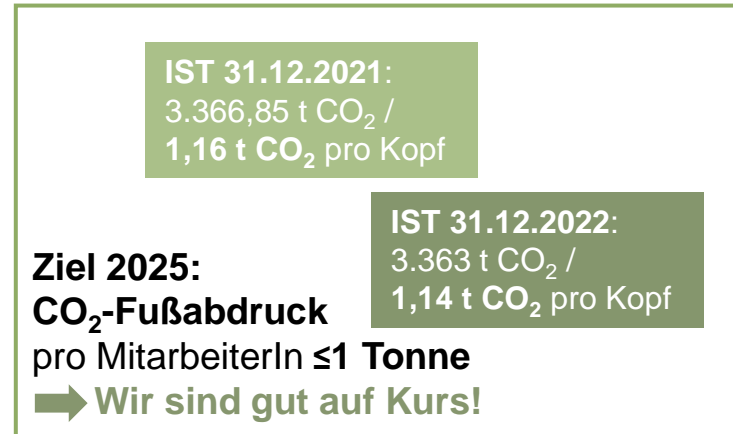 IST 31.12.2021:
3.366,85 t CO₂ /
1,16 t CO₂ pro Kopf
IST 31.12.2022:
3.363 t CO₂ /
1,14 t CO₂ pro Kopf
Ziel 2025:
CO₂-Fußabdruck
pro MitarbeiterIn ≤1 Tonne
Wir sind gut auf Kurs!